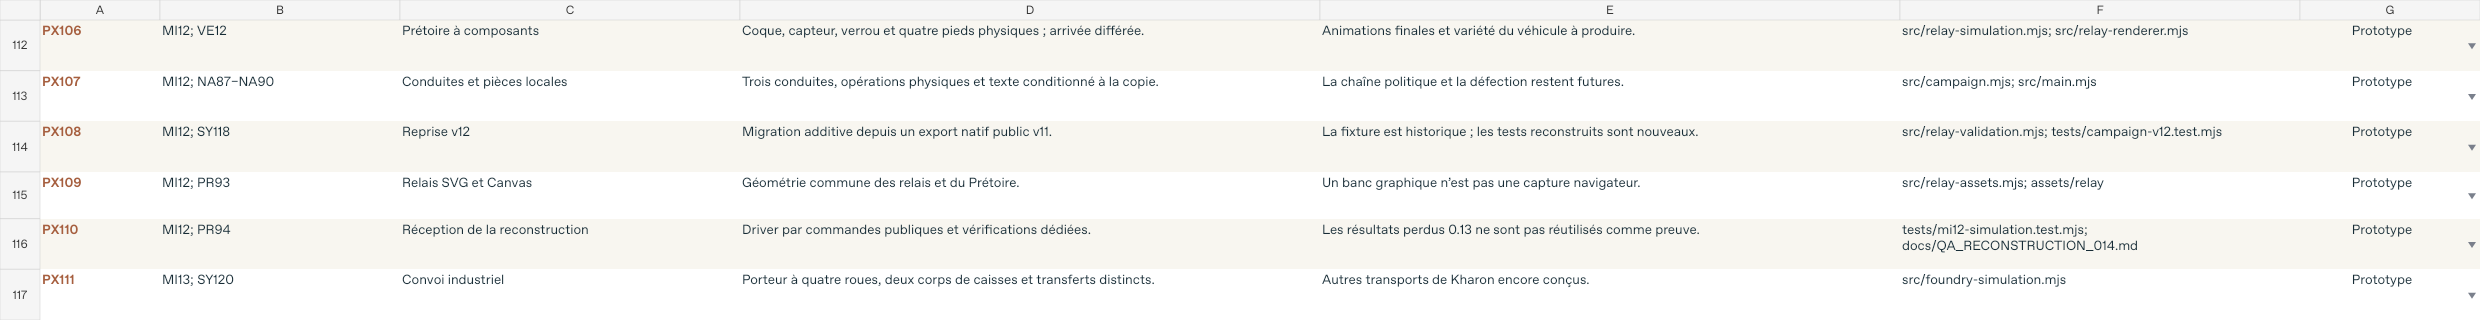 A B C D E F G
112 PX106 MI12; VE12 Prétoire à composants Coque, capteur, verrou et quatre pieds physiques ; arrivée différée. Animations finales et variété du véhicule à produire. src/relay-simulation.mjs; src/relay-renderer.mjs Prototype
113 PX107 MI12; NA87–NA90 Conduites et pièces locales Trois conduites, opérations physiques et texte conditionné à la copie. La chaîne politique et la défection restent futures. src/campaign.mjs; src/main.mjs Prototype
114 PX108 MI12; SY118 Reprise v12 Migration additive depuis un export natif public v11. La fixture est historique ; les tests reconstruits sont nouveaux. src/relay-validation.mjs; tests/campaign-v12.test.mjs Prototype
115 PX109 MI12; PR93 Relais SVG et Canvas Géométrie commune des relais et du Prétoire. Un banc graphique n’est pas une capture navigateur. src/relay-assets.mjs; assets/relay Prototype
116 PX110 MI12; PR94 Réception de la reconstruction Driver par commandes publiques et vérifications dédiées. Les résultats perdus 0.13 ne sont pas réutilisés comme preuve. tests/mi12-simulation.test.mjs; Prototype
docs/QA_RECONSTRUCTION_014.md
117 PX111 MI13; SY120 Convoi industriel Porteur à quatre roues, deux corps de caisses et transferts distincts. Autres transports de Kharon encore conçus. src/foundry-simulation.mjs Prototype